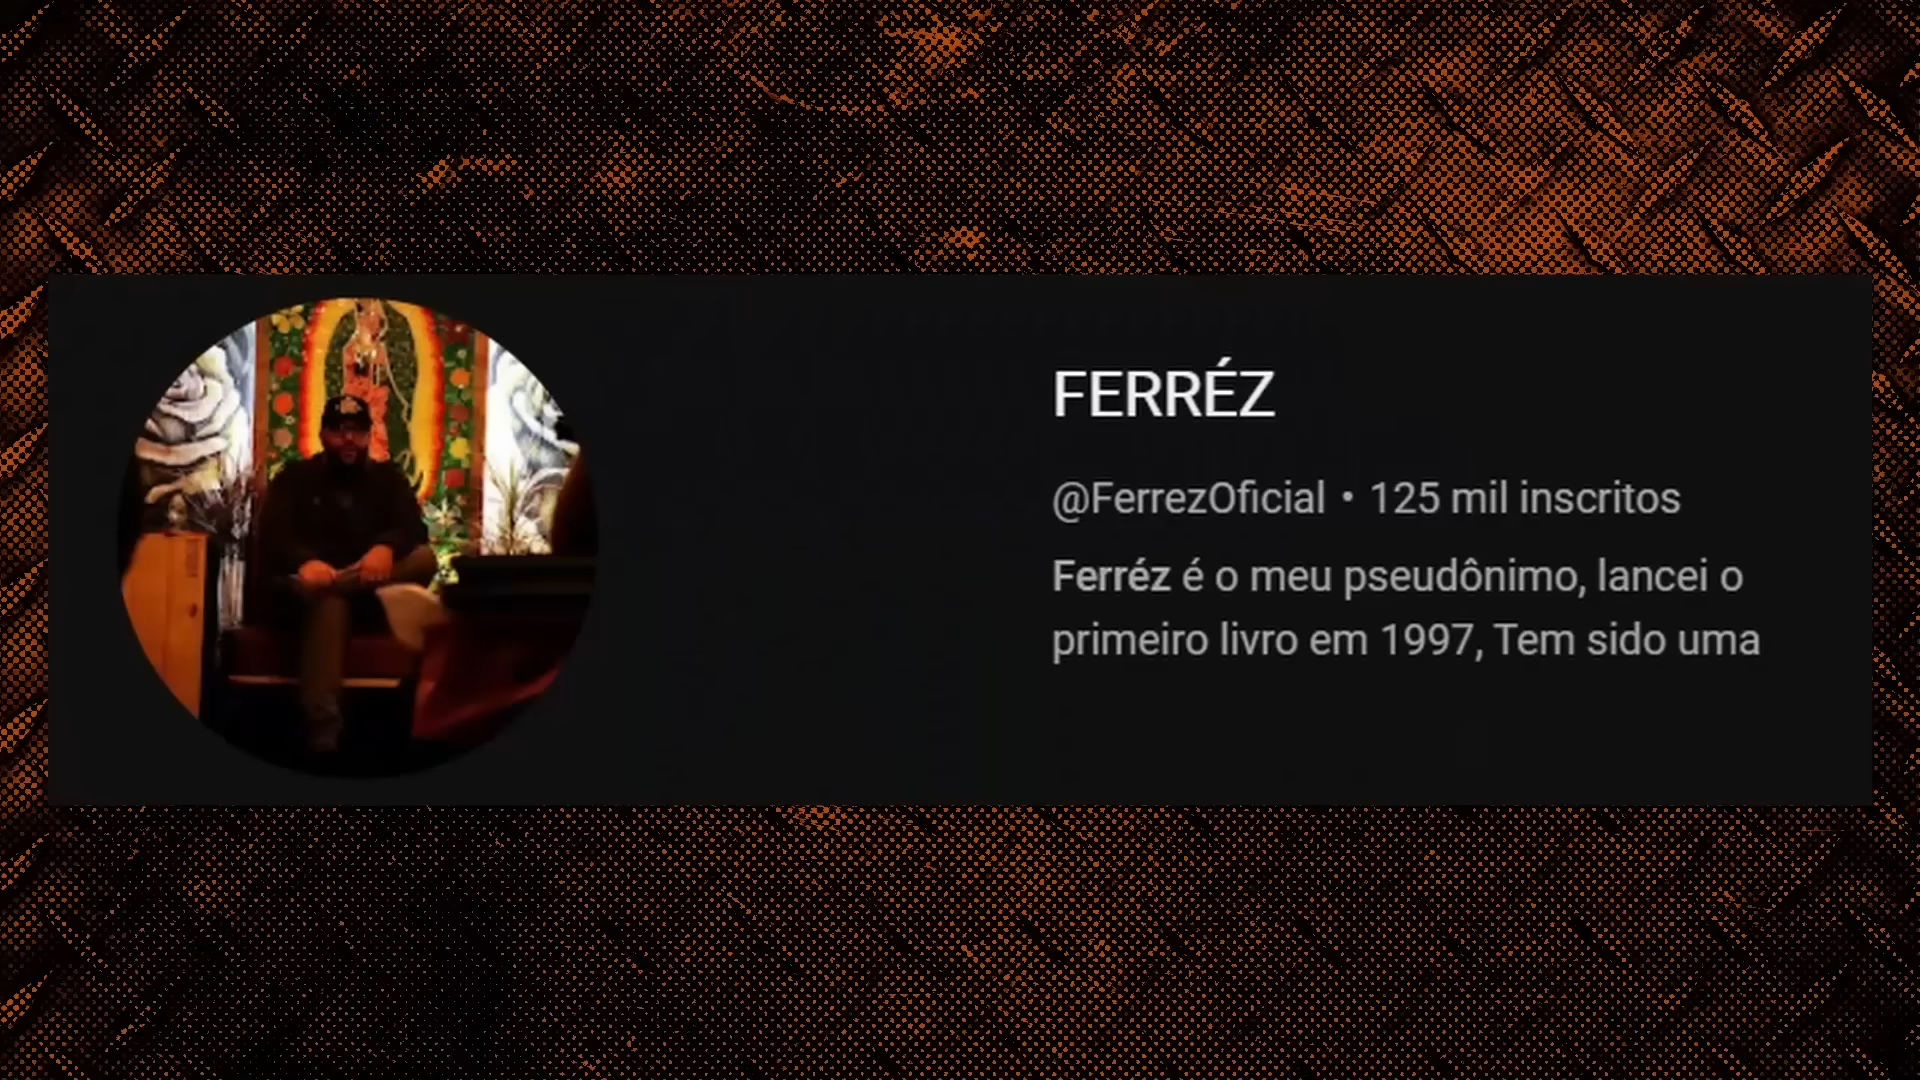 FERRÉZ
@FerrezOficial • 125 mil inscritos
Ferréz é o meu pseudônimo, lancei o
primeiro livro em 1997, Tem sido uma